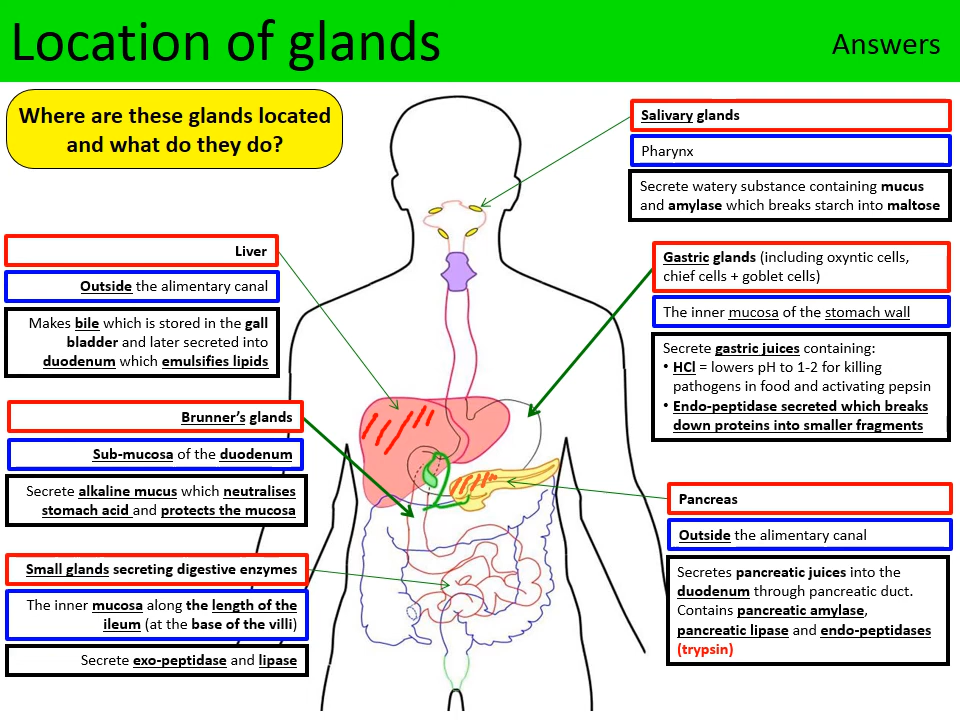 Location of glands
Answers
Where are these glands located
and what do they do?
Salivary glands
Pharynx
Secrete watery substance containing mucus
and amylase which breaks starch into maltose
Liver
Outside the alimentary canal
Makes bile which is stored in the gall
bladder and later secreted into
duodenum which emulsifies lipids
Gastric glands (including oxyntic cells,
chief cells + goblet cells)
The inner mucosa of the stomach wall
Secrete gastric juices containing:
• HCl = lowers pH to 1-2 for killing
pathogens in food and activating pepsin
• Endo-peptidase secreted which breaks
down proteins into smaller fragments
Brunner’s glands
Sub-mucosa of the duodenum
Secrete alkaline mucus which neutralises
stomach acid and protects the mucosa
Pancreas
Outside the alimentary canal
Secretes pancreatic juices into the
duodenum through pancreatic duct.
Contains pancreatic amylase,
pancreatic lipase and endo-peptidases
(trypsin)
Small glands secreting digestive enzymes
The inner mucosa along the length of the
ileum (at the base of the villi)
Secrete exo-peptidase and lipase